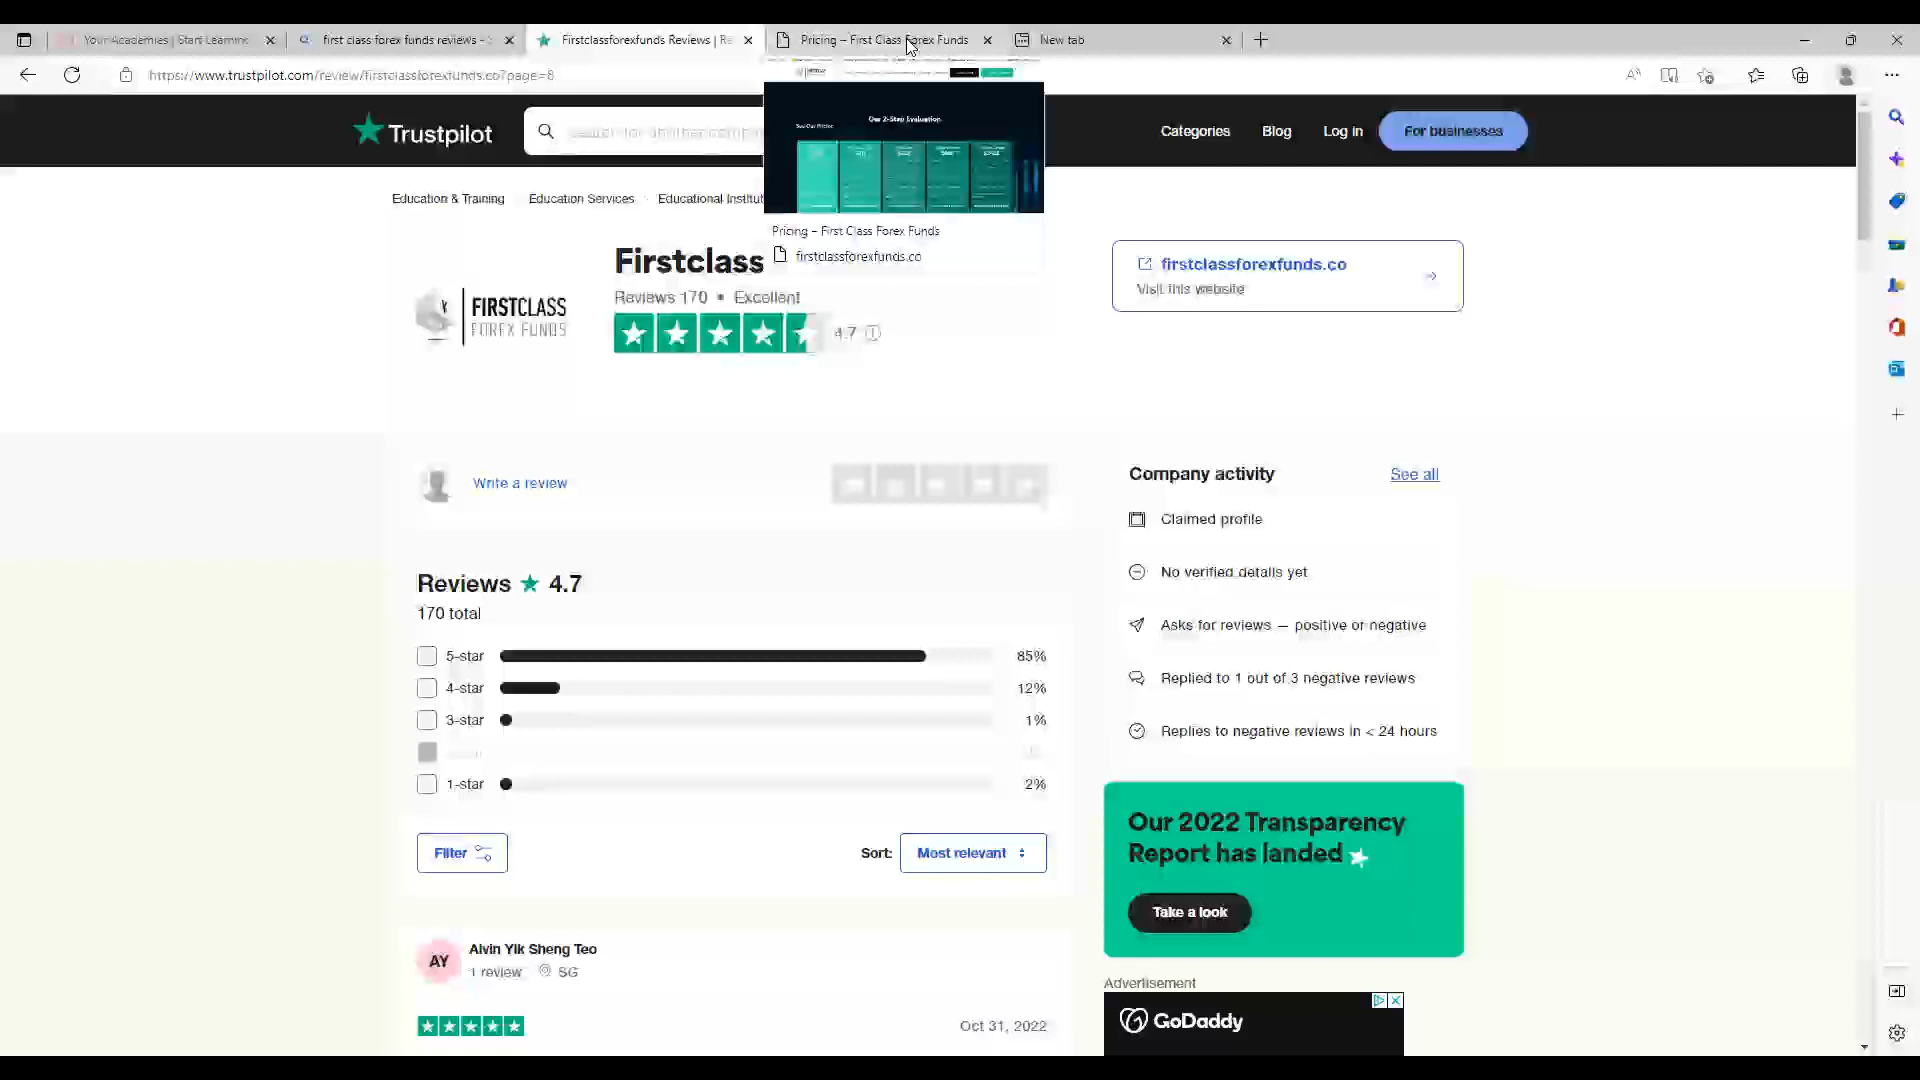 Your Academies | Start Learning
first class forex funds reviews -
Firstclassforexfunds Reviews | Re
Pricing – First Class Forex Funds
New tab
https://www.trustpilot.com/review/firstclassforexfunds.co?page=8
Trustpilot
Search for another comp
Categories
Blog
Log in
For businesses
Our 2-Step Evaluation
Education & Training
Education Services
Educational Institut
Pricing – First Class Forex Funds
firstclassforexfunds.co
Firstclass
Reviews 170 • Excellent
4.7
FIRSTCLASS
FOREX FUNDS
firstclassforexfunds.co
Visit this website
Write a review
Company activity
See all
Claimed profile
No verified details yet
Asks for reviews — positive or negative
Replied to 1 out of 3 negative reviews
Replies to negative reviews in < 24 hours
Reviews ★ 4.7
170 total
5-star 85%
4-star 12%
3-star 1%
1-star 2%
Filter
Sort:
Most relevant
Our 2022 Transparency
Report has landed
Take a look
AY
Alvin Yik Sheng Teo
1 review
SG
Oct 31, 2022
Advertisement
GoDaddy